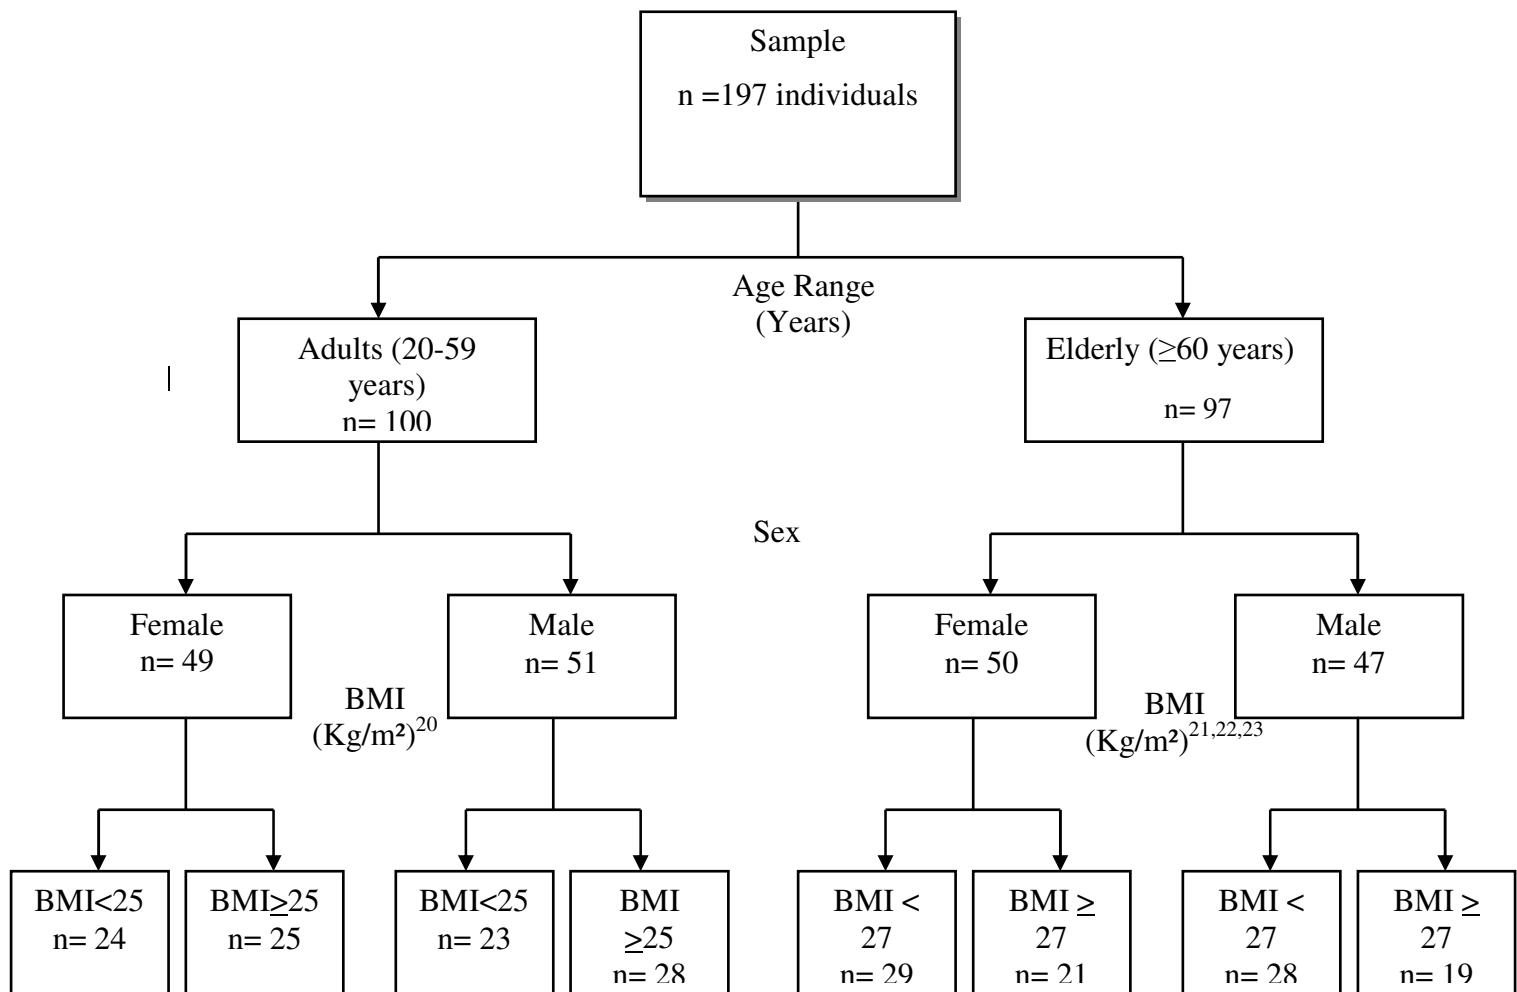 Sample
n =197 individuals
Age Range
(Years)
Adults (20-59
years)
n= 100
Elderly (≥60 years)
n= 97
Sex
Female
n= 49
Male
n= 51
Female
n= 50
Male
n= 47
BMI
(Kg/m²)²⁰
BMI
(Kg/m²)²¹,²²,²³
BMI<25
n= 24
BMI≥25
n= 25
BMI<25
n= 23
BMI
≥25
n= 28
BMI <
27
n= 29
BMI ≥
27
n= 21
BMI <
27
n= 28
BMI ≥
27
n= 19